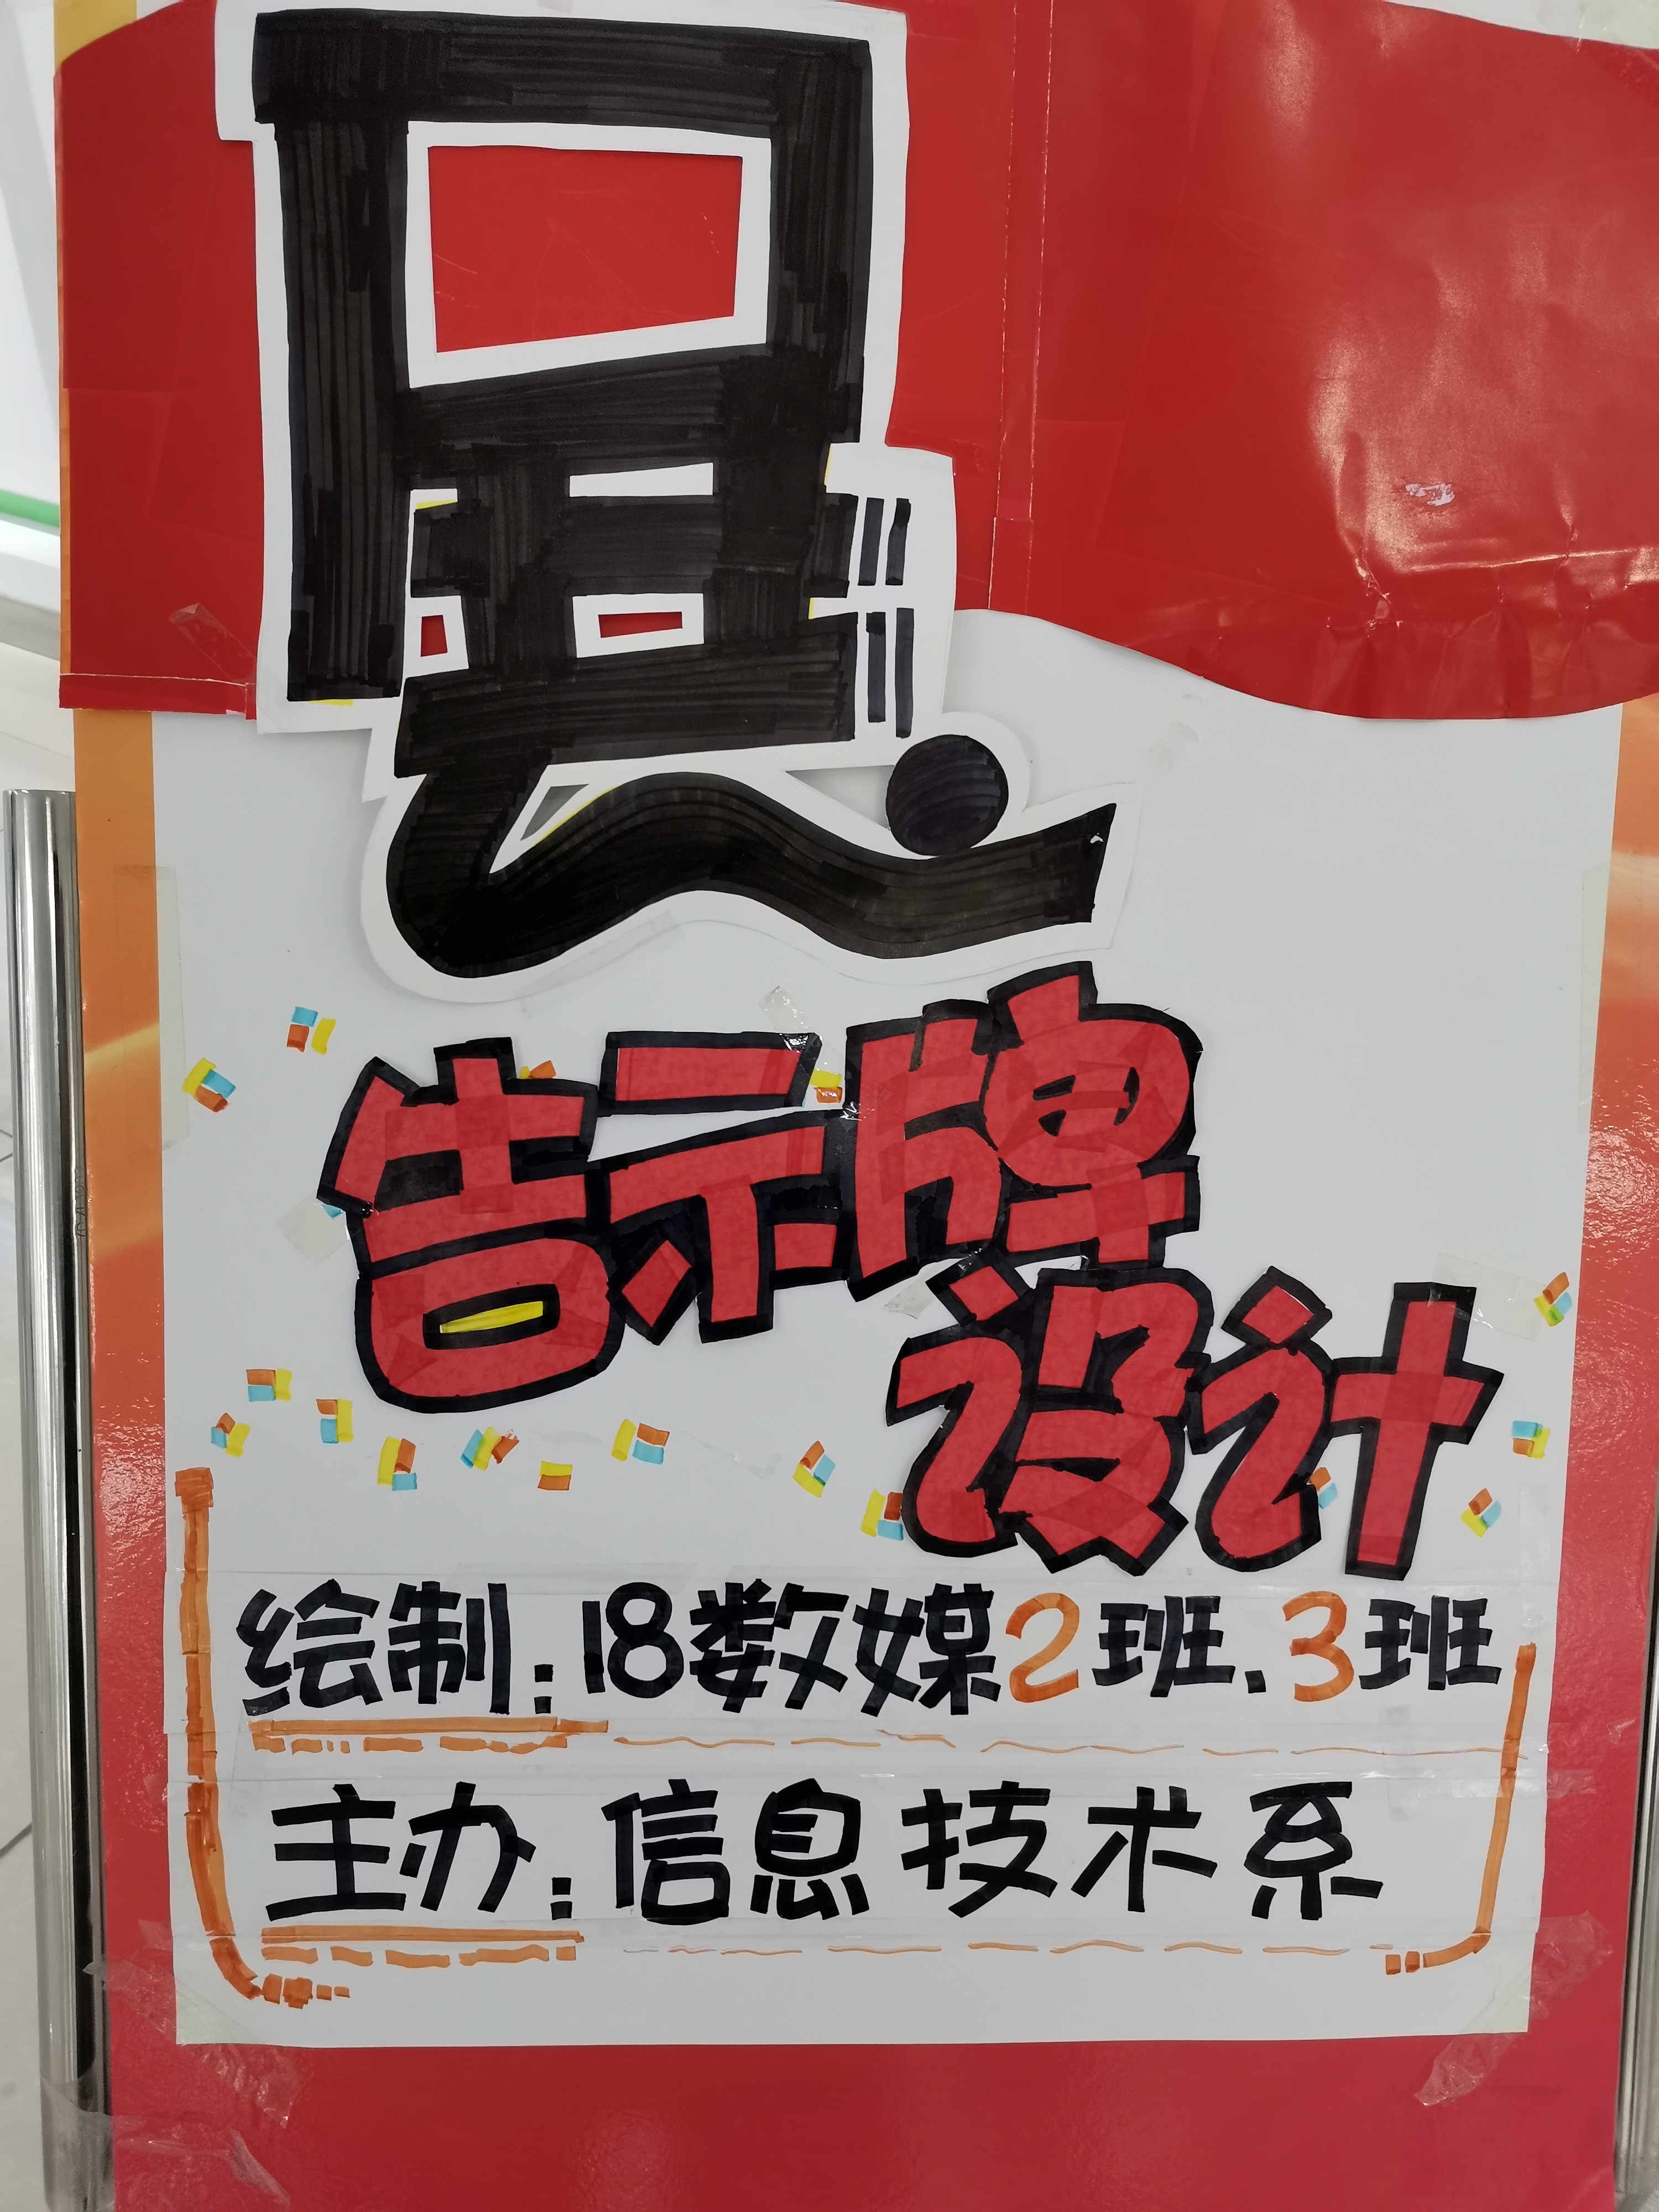 展
告示牌
设计
绘制:18数媒2班、3班
主办:信息技术系